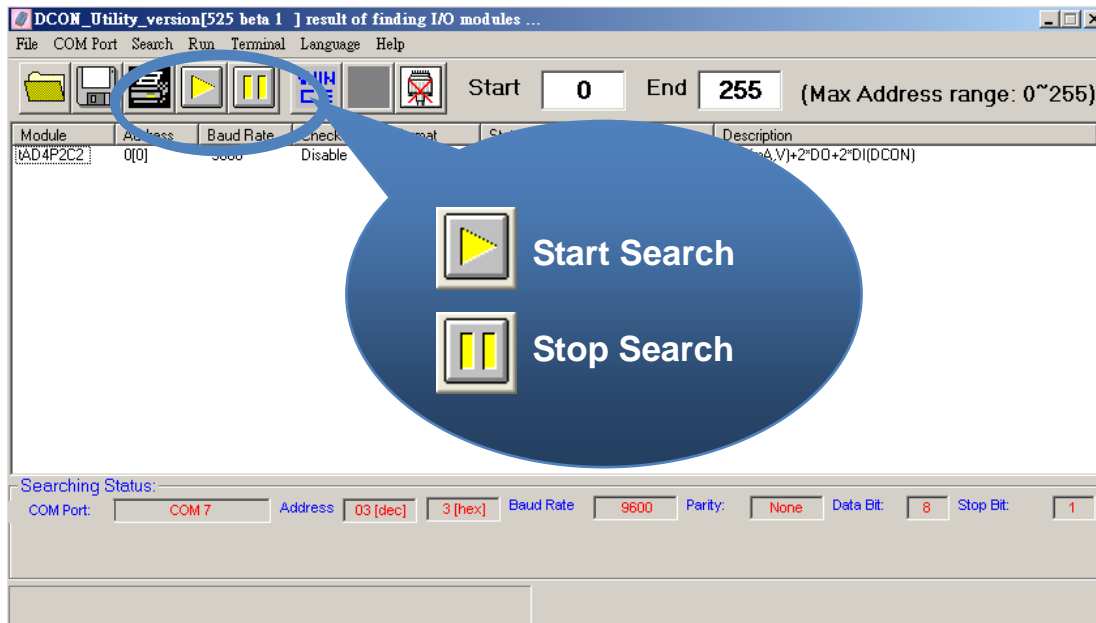 DCON_Utility_version[525 beta 1 ] result of finding I/O modules ...
File COM Port Search Run Terminal Language Help
Start 0 End 255 (Max Address range: 0~255)
Module Address Baud Rate Description
tAD4P2C2 0[0] Disable V)+2*DO+2*DI(DCON)
Start Search
Stop Search
Searching Status:
COM Port: COM 7 Address 03 [dec] 3 [hex] Baud Rate 9600 Parity: None Data Bit: 8 Stop Bit: 1